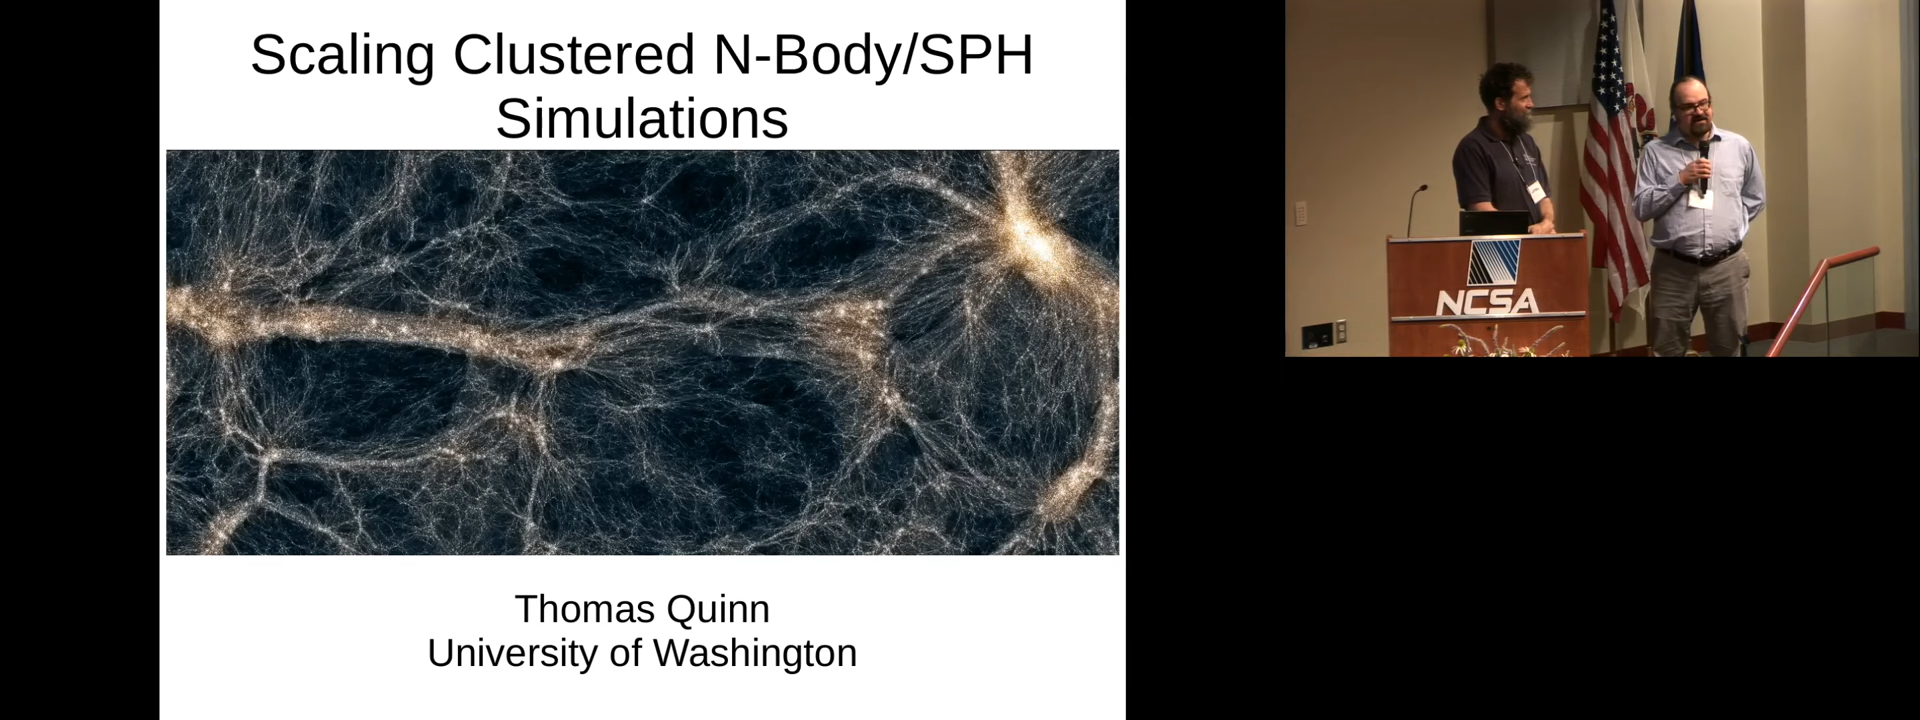 Scaling Clustered N-Body/SPH
Simulations
Thomas Quinn
University of Washington
NCSA